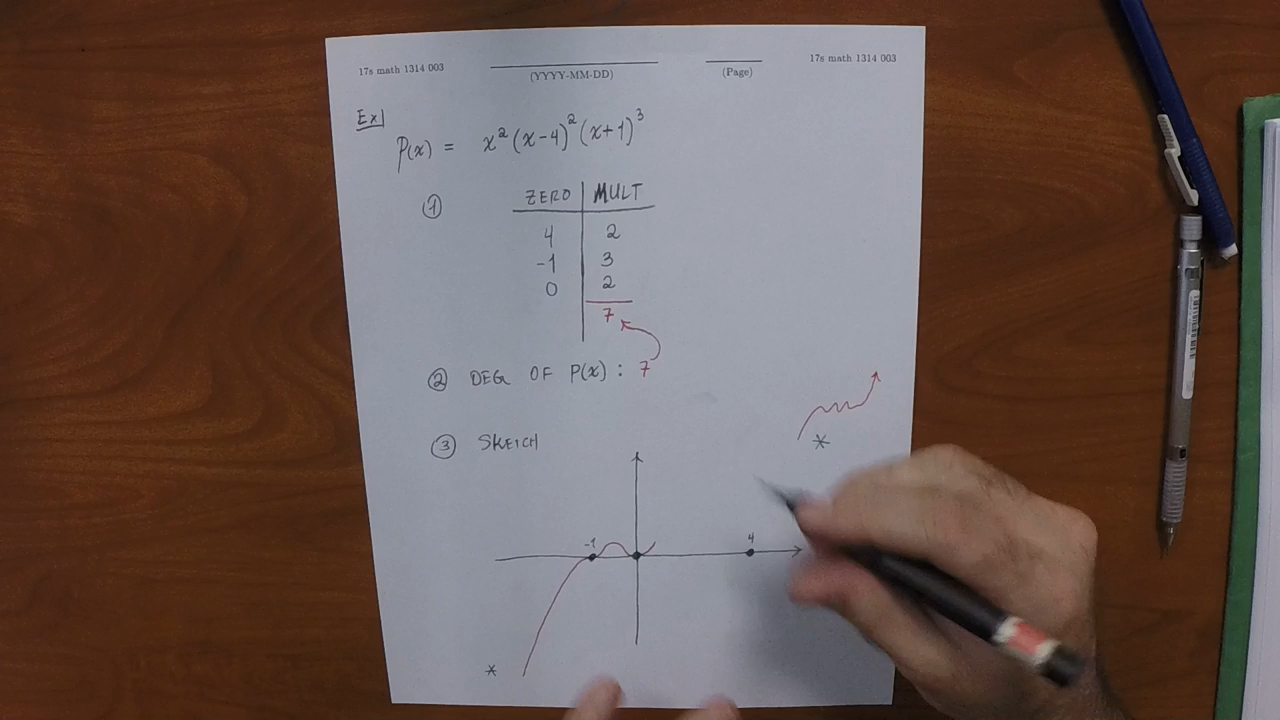 17s math 1314 003 (YYYY-MM-DD) (Page) 17s math 1314 003
Ex1
P(x) = x²(x-4)²(x+1)³
① ZERO MULT
4 2
-1 3
0 2
7
② DEG OF P(x): 7
③ SKETCH
*
-1 4
*